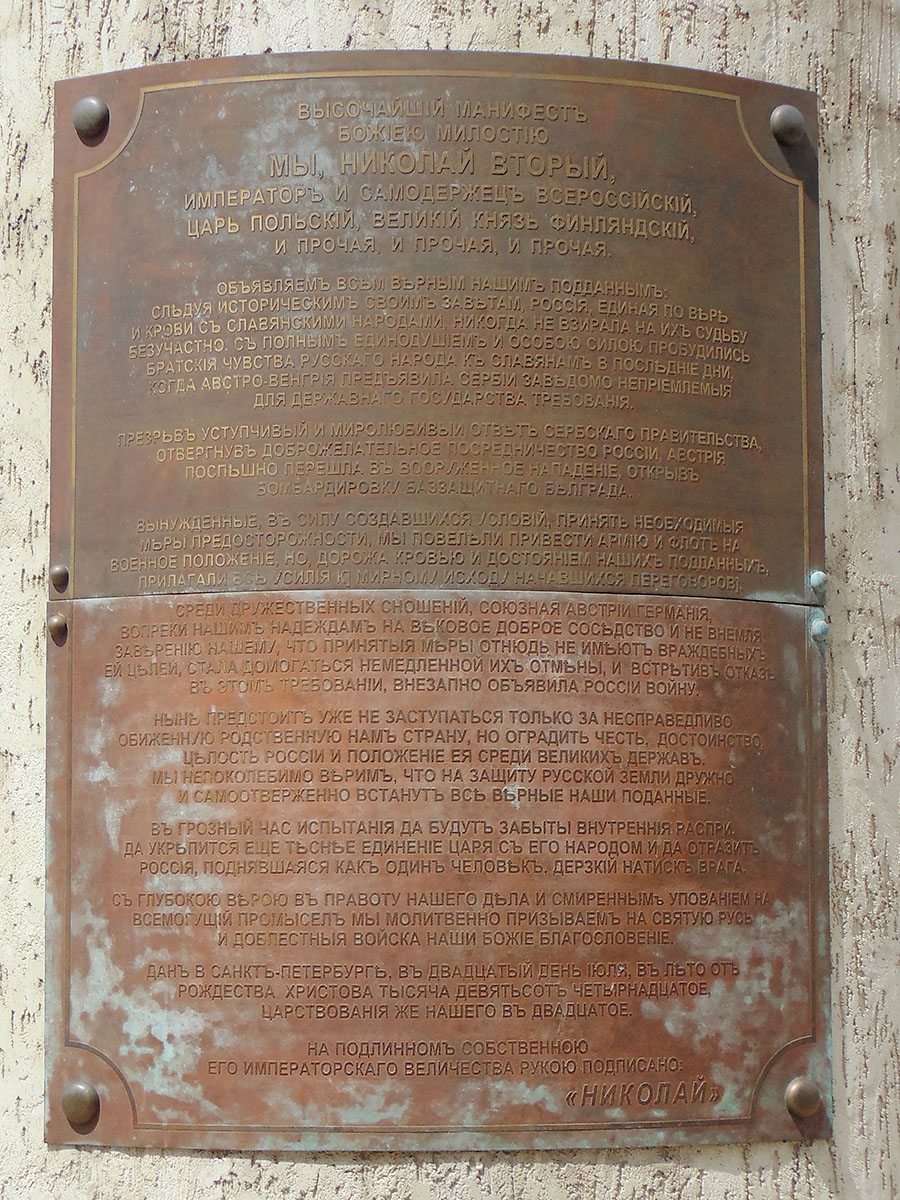 ВЫСОЧАЙШІЙ МАНИФЕСТЪ
БОЖІЕЮ МИЛОСТІЮ
МЫ, НИКОЛАЙ ВТОРЫЙ,
ИМПЕРАТОРЪ И САМОДЕРЖЕЦЪ ВСЕРОССІЙСКІЙ,
ЦАРЬ ПОЛЬСКІЙ, ВЕЛИКІЙ КНЯЗЬ ФИНЛЯНДСКІЙ,
И ПРОЧАЯ, И ПРОЧАЯ, И ПРОЧАЯ.
ОБЪЯВЛЯЕМЪ ВСѢМ ВѢРНЫМ НАШИМЪ ПОДДАННЫМЪ:
СЛѢДУЯ ИСТОРИЧЕСКИМЪ СВОИМЪ ЗАВѢТАМ, РОССІЯ, ЕДИНАЯ ПО ВѢРѢ
И КРОВИ СЪ СЛАВЯНСКИМИ НАРОДАМИ, НИКОГДА НЕ ВЗИРАЛА НА ИХЪ СУДЬБУ
БЕЗУЧАСТНО. СЪ ПОЛНЫМЪ ЕДИНОДУШІЕМЪ И ОСОБОЮ СИЛОЮ ПРОБУДИЛИСЬ
БРАТСКІЯ ЧУВСТВА РУССКАГО НАРОДА КЪ СЛАВЯНАМЪ В ПОСЛѢДНІЕ ДНИ,
КОГДА АВСТРО-ВЕНГРІЯ ПРЕДЪЯВИЛА СЕРБІИ ЗАВѢДОМО НЕПРІЕМЛЕМЫЯ
ДЛЯ ДЕРЖАВНАГО ГОСУДАРСТВА ТРЕБОВАНІЯ.
ПРЕЗРѢВЪ УСТУПЧИВЫЙ И МИРОЛЮБИВЫЙ ОТВѢТЪ СЕРБСКАГО ПРАВИТЕЛЬСТВА,
ОТВЕРГНУВЪ ДОБРОЖЕЛАТЕЛЬНОЕ ПОСРЕДНИЧЕСТВО РОССІИ, АВСТРІЯ
ПОСПѢШНО ПЕРЕШЛА ВЪ ВООРУЖЕННОЕ НАПАДЕНІЕ, ОТКРЫВЪ
БОМБАРДИРОВКУ БАЗЗАЩИТНАГО БѢЛГРАДА.
ВЫНУЖДЕННЫЕ, ВЪ СИЛУ СОЗДАВШИХСЯ УСЛОВІЙ, ПРИНЯТЬ НЕОБХОДИМЫЯ
МѢРЫ ПРЕДОСТОРОЖНОСТИ, МЫ ПОВЕЛѢЛИ ПРИВЕСТИ АРМІЮ И ФЛОТЪ НА
ВОЕННОЕ ПОЛОЖЕНІЕ, НО, ДОРОЖА КРОВЬЮ И ДОСТОЯНІЕМ НАШИХЪ ПОДДАННЫХЪ,
ПРИЛАГАЛИ ВСѢ УСИЛІЯ К МИРНОМУ ИСХОДУ НАЧАВШИХСЯ ПЕРЕГОВОРОВ.
СРЕДИ ДРУЖЕСТВЕННЫХ СНОШЕНІЙ, СОЮЗНАЯ АВСТРІИ ГЕРМАНІЯ,
ВОПРЕКИ НАШИМЪ НАДЕЖДАМЪ НА ВѢКОВОЕ ДОБРОЕ СОСѢДСТВО И НЕ ВНЕМЛЯ
ЗАВѢРЕНІЮ НАШЕМУ, ЧТО ПРИНЯТЫЯ МѢРЫ ОТНЮДЬ НЕ ИМѢЮТЪ ВРАЖДЕБНЫХЪ
ЕЙ ЦѢЛЕЙ, СТАЛА ДОМОГАТЬСЯ НЕМЕДЛЕННОЙ ИХЪ ОТМѢНЫ, И ВСТРѢТИВЪ ОТКАЗЪ
ВЪ ЭТОМЪ ТРЕБОВАНІИ, ВНЕЗАПНО ОБЪЯВИЛА РОССІИ ВОЙНУ.
НЫНѢ ПРЕДСТОИТЪ УЖЕ НЕ ЗАСТУПАТЬСЯ ТОЛЬКО ЗА НЕСПРАВЕДЛИВО
ОБИЖЕННУЮ РОДСТВЕННУЮ НАМЪ СТРАНУ, НО ОГРАДИТЬ ЧЕСТЬ, ДОСТОИНСТВО,
ЦѢЛОСТЬ РОССІИ И ПОЛОЖЕНІЕ ЕЯ СРЕДИ ВЕЛИКИХЪ ДЕРЖАВЪ.
МЫ НЕПОКОЛЕБИМО ВѢРИМЪ, ЧТО НА ЗАЩИТУ РУССКОЙ ЗЕМЛИ ДРУЖНО
И САМООТВЕРЖЕННО ВСТАНУТЪ ВСѢ ВѢРНЫЕ НАШИ ПОДАННЫЕ.
ВЪ ГРОЗНЫЙ ЧАС ИСПЫТАНІЯ ДА БУДУТЪ ЗАБЫТЫ ВНУТРЕННІЯ РАСПРИ.
ДА УКРѢПИТСЯ ЕЩЕ ТѢСНѢЕ ЕДИНЕНІЕ ЦАРЯ СЪ ЕГО НАРОДОМ И ДА ОТРАЗИТЪ
РОССІЯ, ПОДНЯВШАЯСЯ КАКЪ ОДИНЪ ЧЕЛОВѢКЪ, ДЕРЗКІЙ НАТИСКЪ ВРАГА.
СЪ ГЛУБОКОЮ ВѢРОЮ ВЪ ПРАВОТУ НАШЕГО ДѢЛА И СМИРЕННЫМЪ УПОВАНІЕМ НА
ВСЕМОГУЩІЙ ПРОМЫСЕЛЪ МЫ МОЛИТВЕННО ПРИЗЫВАЕМЪ НА СВЯТУЮ РУСЬ
И ДОБЛЕСТНЫЯ ВОЙСКА НАШИ БОЖІЕ БЛАГОСЛОВЕНІЕ.
ДАНЪ В САНКТЪ-ПЕТЕРБУРГѢ, ВЪ ДВАДЦАТЫЙ ДЕНЬ ІЮЛЯ, ВЪ ЛѢТО ОТЪ
РОЖДЕСТВА ХРИСТОВА ТЫСЯЧА ДЕВЯТЬСОТЪ ЧЕТЫРНАДЦАТОЕ,
ЦАРСТВОВАНІЯ ЖЕ НАШЕГО ВЪ ДВАДЦАТОЕ.
НА ПОДЛИННОМЪ СОБСТВЕННОЮ
ЕГО ИМПЕРАТОРСКАГО ВЕЛИЧЕСТВА РУКОЮ ПОДПИСАНО:
«НИКОЛАЙ»